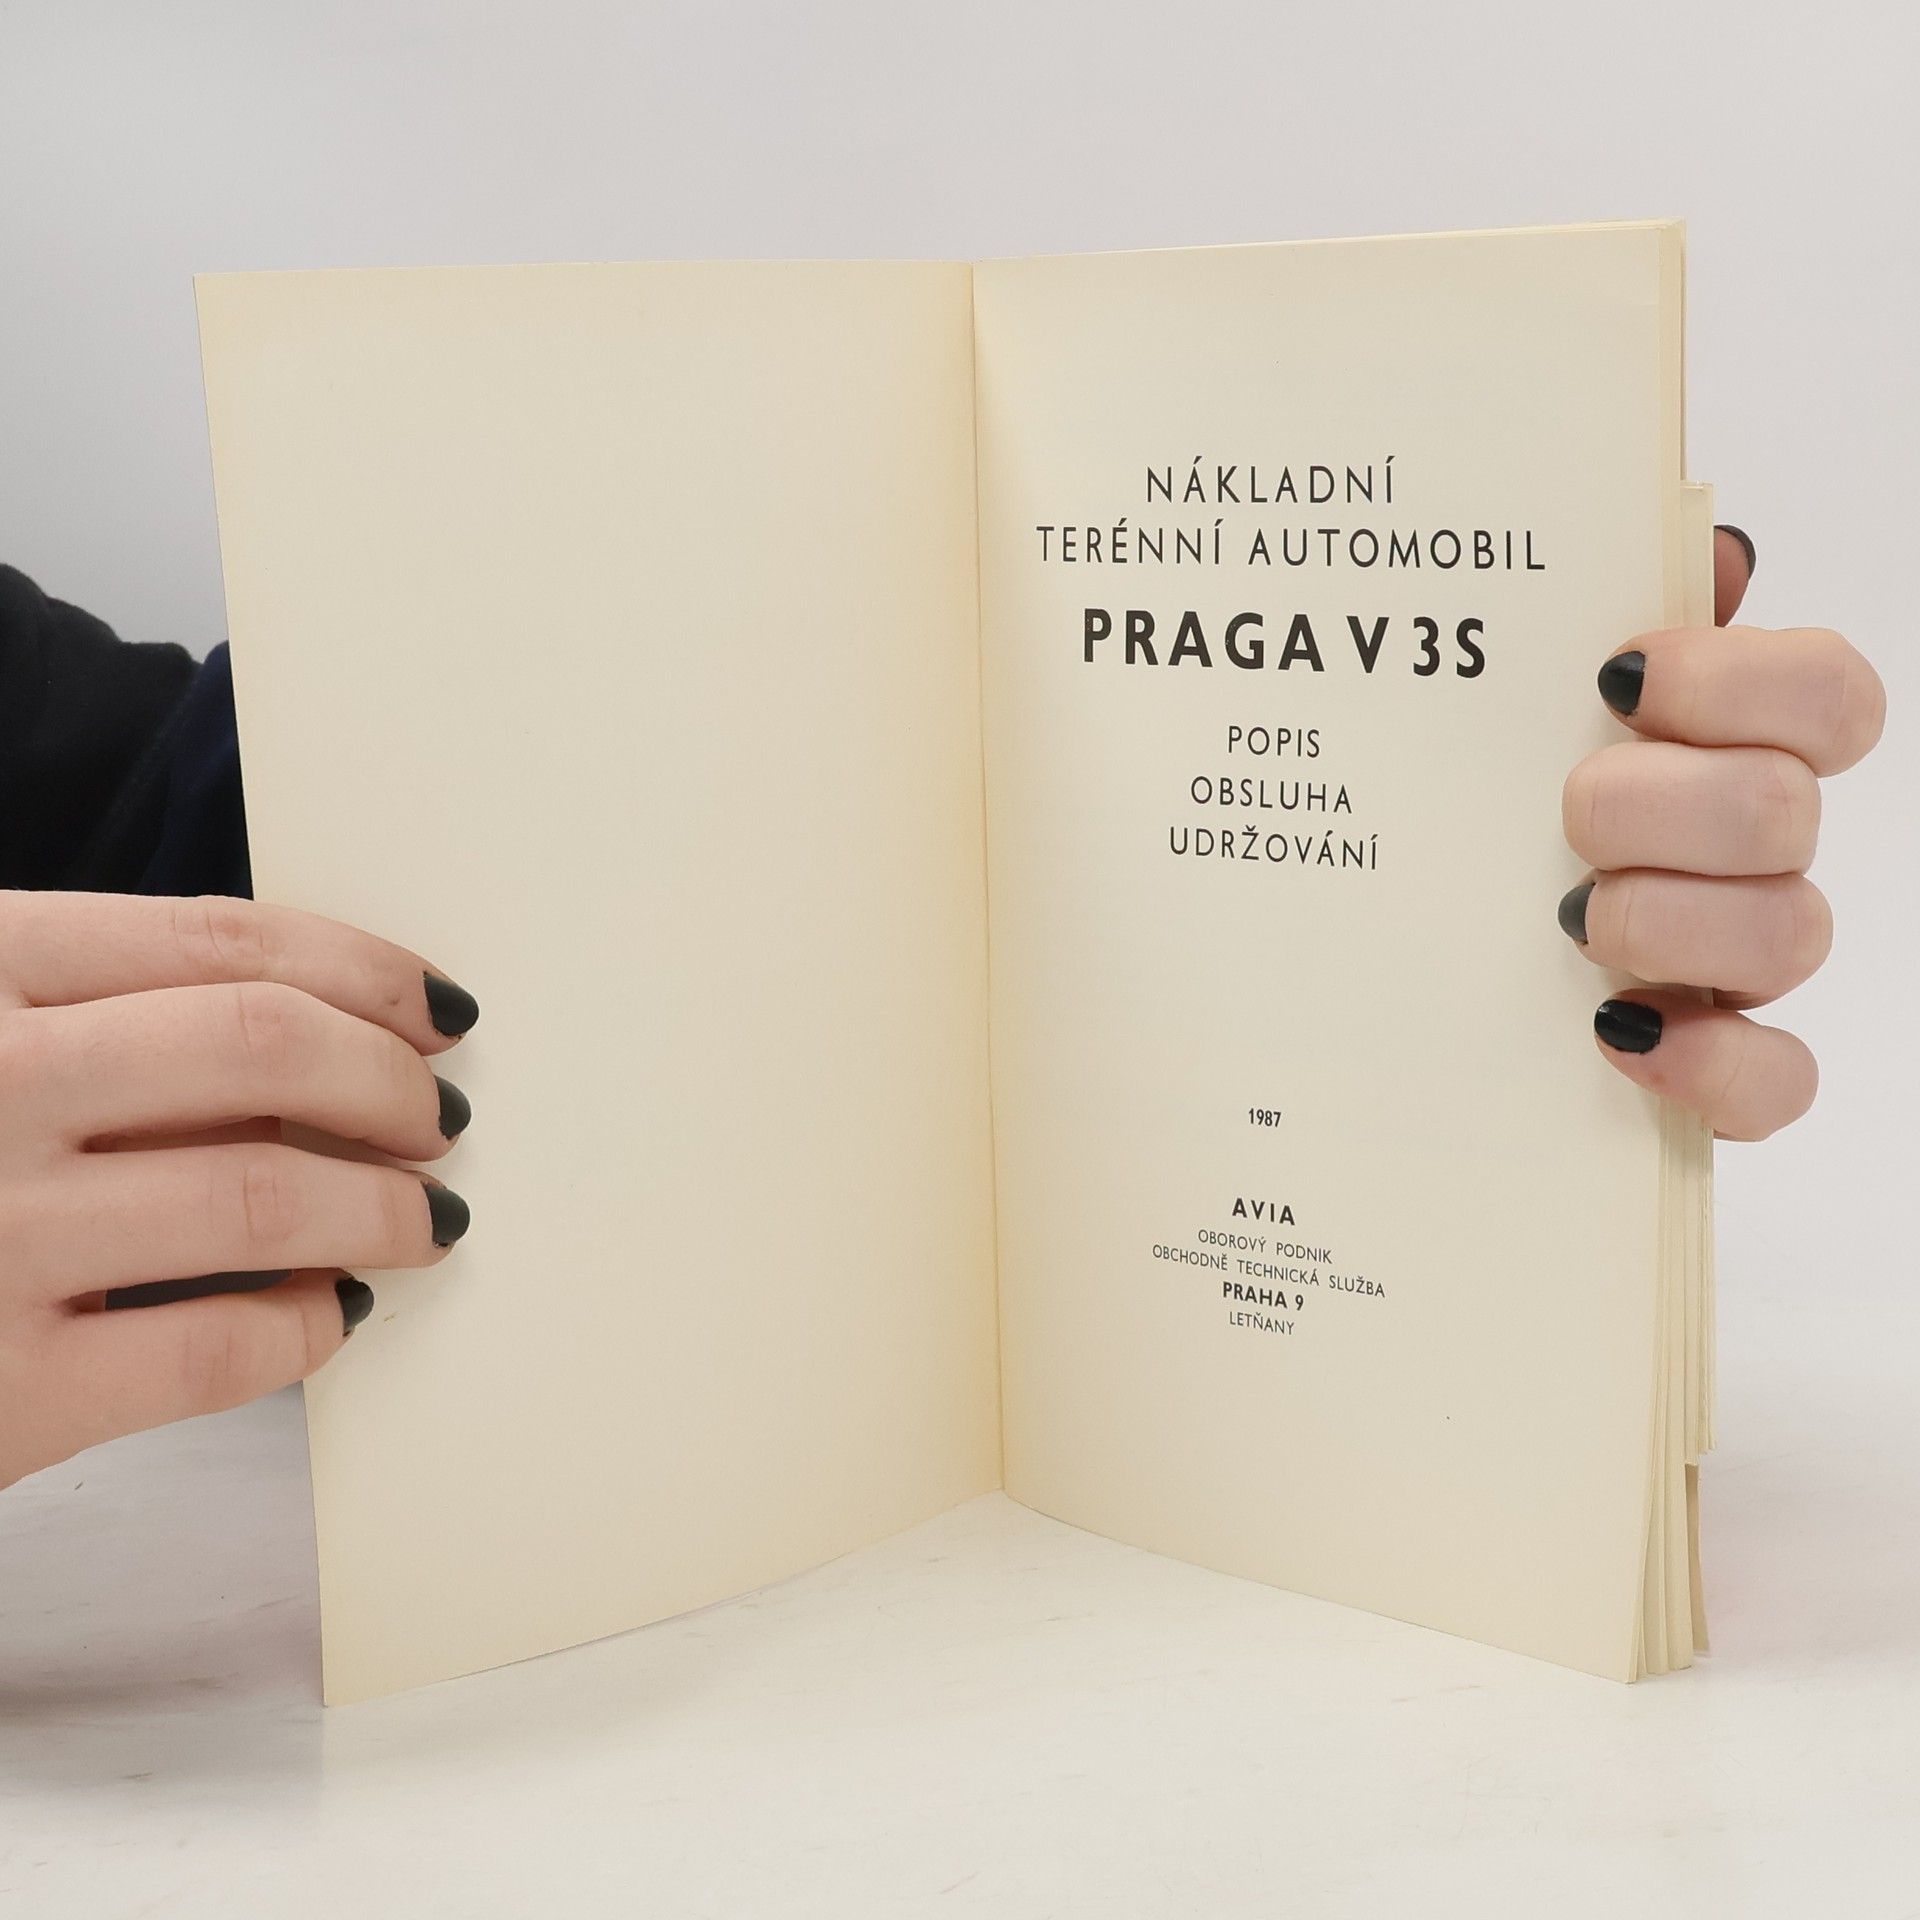 NÁKLADNÍ
TERÉNNÍ AUTOMOBIL
PRAGA V 3S
POPIS
OBSLUHA
UDRŽOVÁNÍ
1987
AVIA
OBOROVÝ PODNIK
OBCHODNĚ TECHNICKÁ SLUŽBA
PRAHA 9
LETŇANY